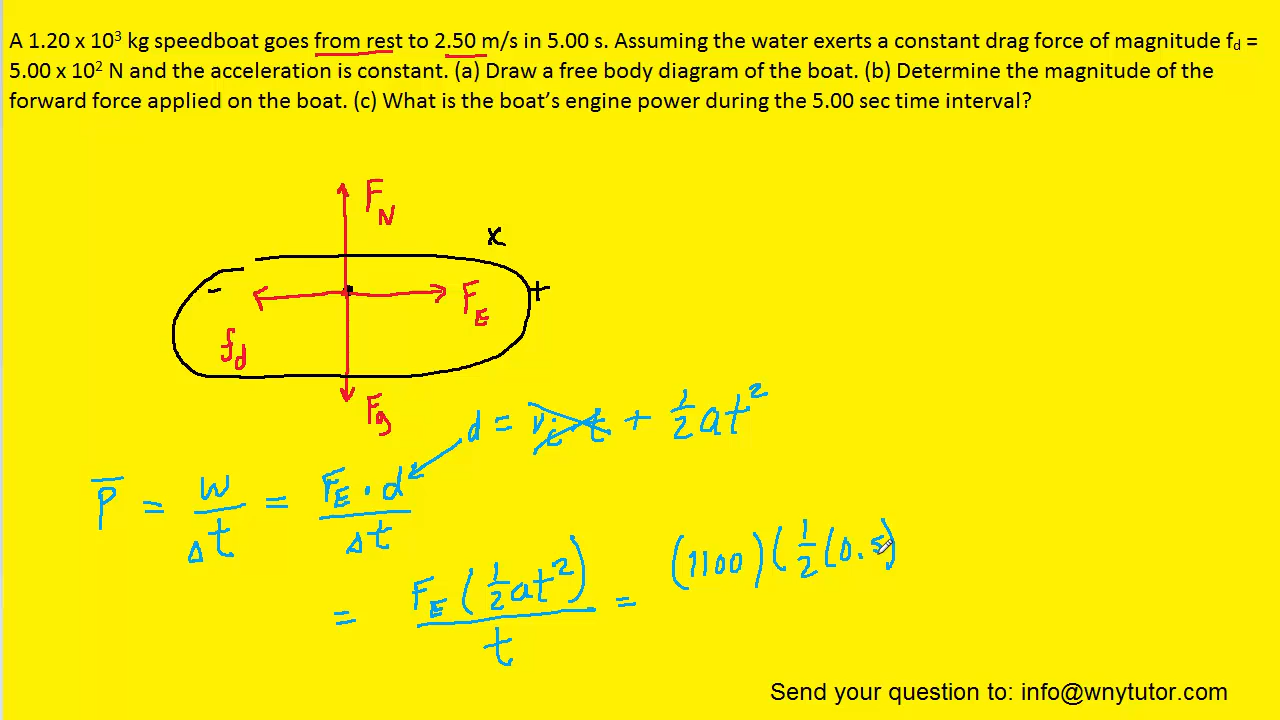 A 1.20 x 10³ kg speedboat goes from rest to 2.50 m/s in 5.00 s. Assuming the water exerts a constant drag force of magnitude f_d =
5.00 x 10² N and the acceleration is constant. (a) Draw a free body diagram of the boat. (b) Determine the magnitude of the
forward force applied on the boat. (c) What is the boat's engine power during the 5.00 sec time interval?
F_N
x
- F_E +
f_d
F_g
d = v_i · t + 1/2 at²
P̅ = W/Δt = F_E · d/Δt
= F_E (1/2 at²)/t = (1100)(1/2 (0.5)
Send your question to: info@wnytutor.com